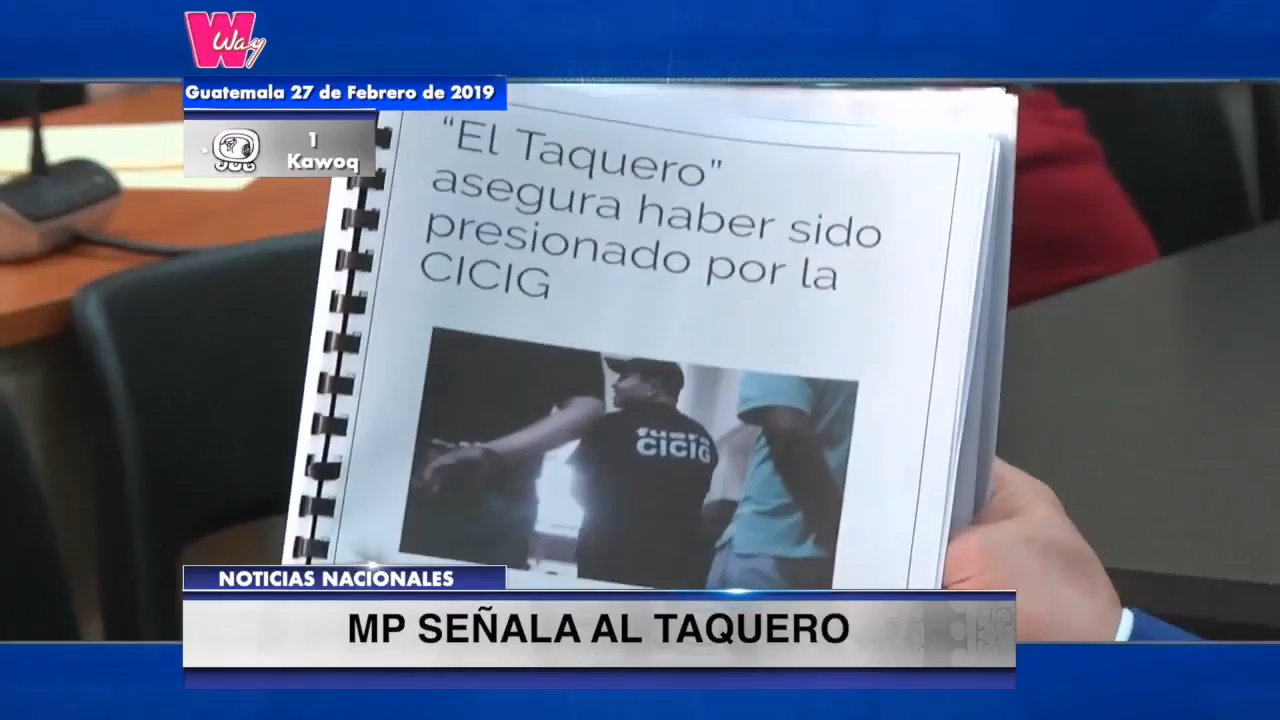 W
Way
Guatemala 27 de Febrero de 2019
1
Kawoq
"El Taquero"
asegura haber sido
presionado por la
CICIG
fuera
CICIG
NOTICIAS NACIONALES
MP SEÑALA AL TAQUERO